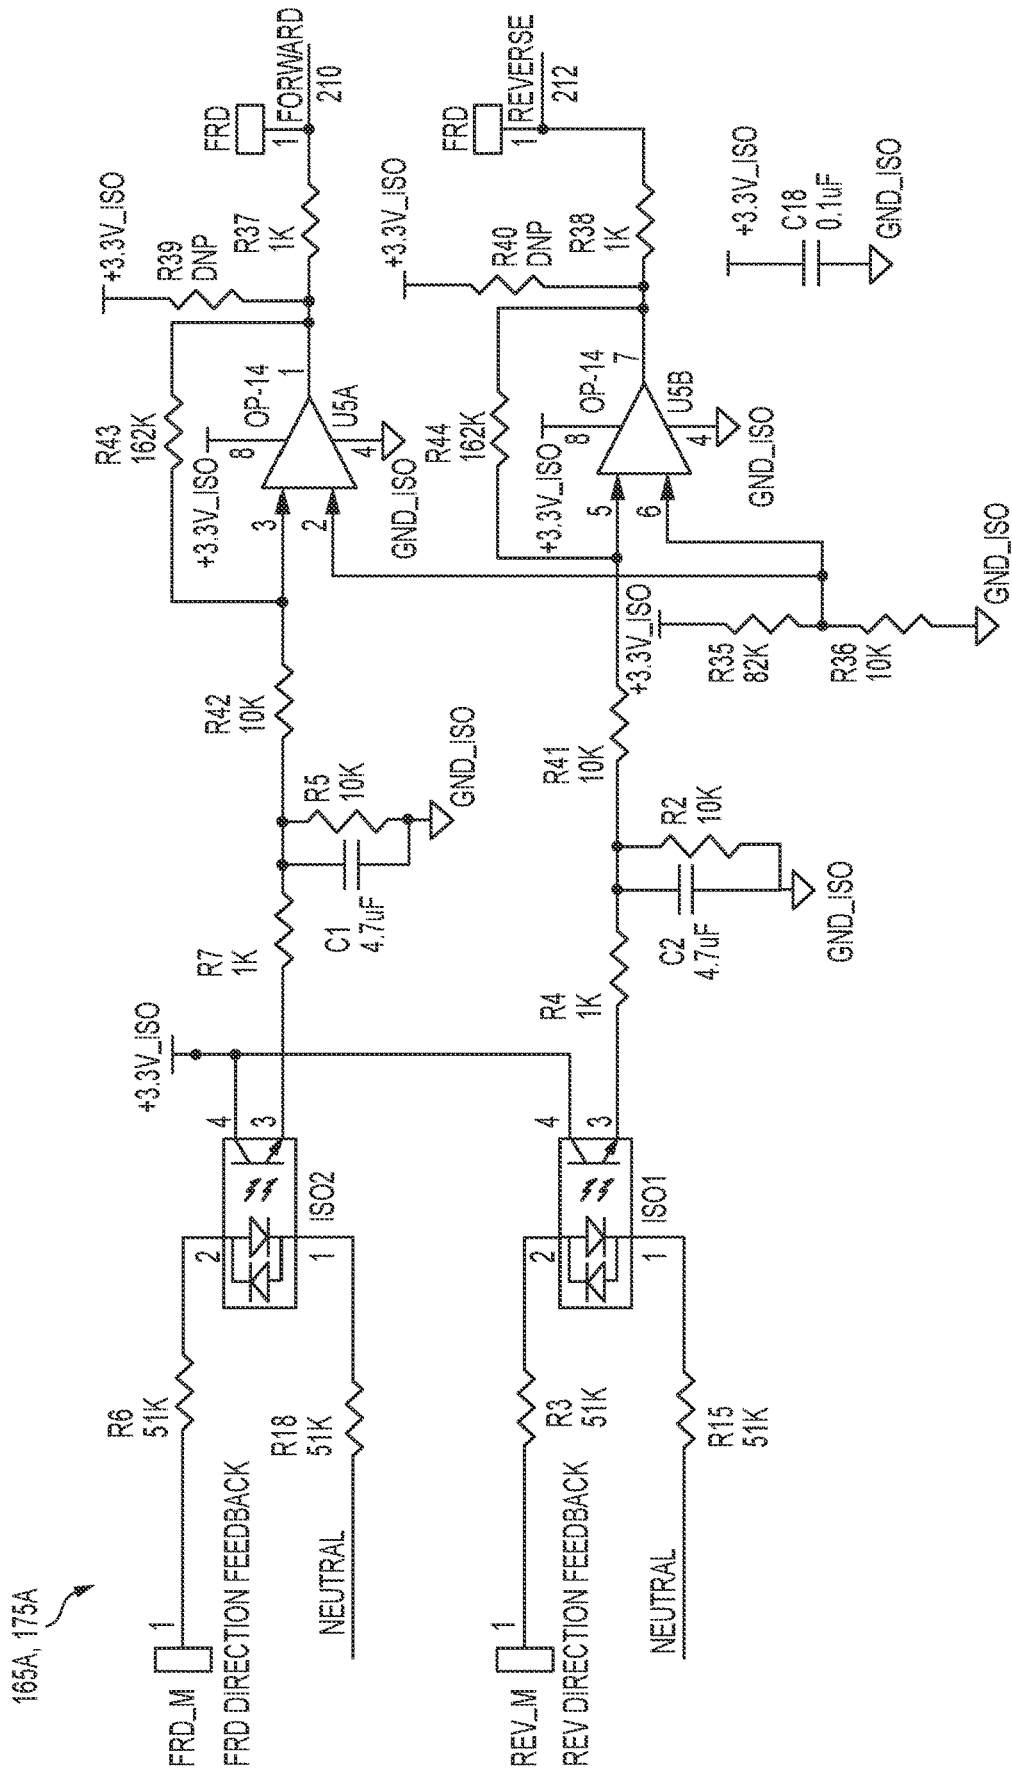 165A, 175A
FRD_M
1
FRD DIRECTION FEEDBACK
R6
51K
NEUTRAL
R18
51K
2
1
ISO2
4
3
+3.3V_ISO
R7
1K
C1
4.7uF
R5
10K
GND_ISO
R42
10K
R43
162K
3
2
+3.3V_ISO
8
OP-14
1
U5A
4
GND_ISO
+3.3V_ISO
R39
DNP
R37
1K
FRD
1
FORWARD
210
REV_M
1
REV DIRECTION FEEDBACK
R3
51K
NEUTRAL
R15
51K
2
1
ISO1
4
3
R4
1K
C2
4.7uF
R2
10K
GND_ISO
R41
10K
+3.3V_ISO
R35
82K
R36
10K
GND_ISO
R44
162K
5
6
+3.3V_ISO
8
OP-14
7
U5B
4
GND_ISO
+3.3V_ISO
R40
DNP
R38
1K
FRD
1
REVERSE
212
+3.3V_ISO
C18
0.1uF
GND_ISO